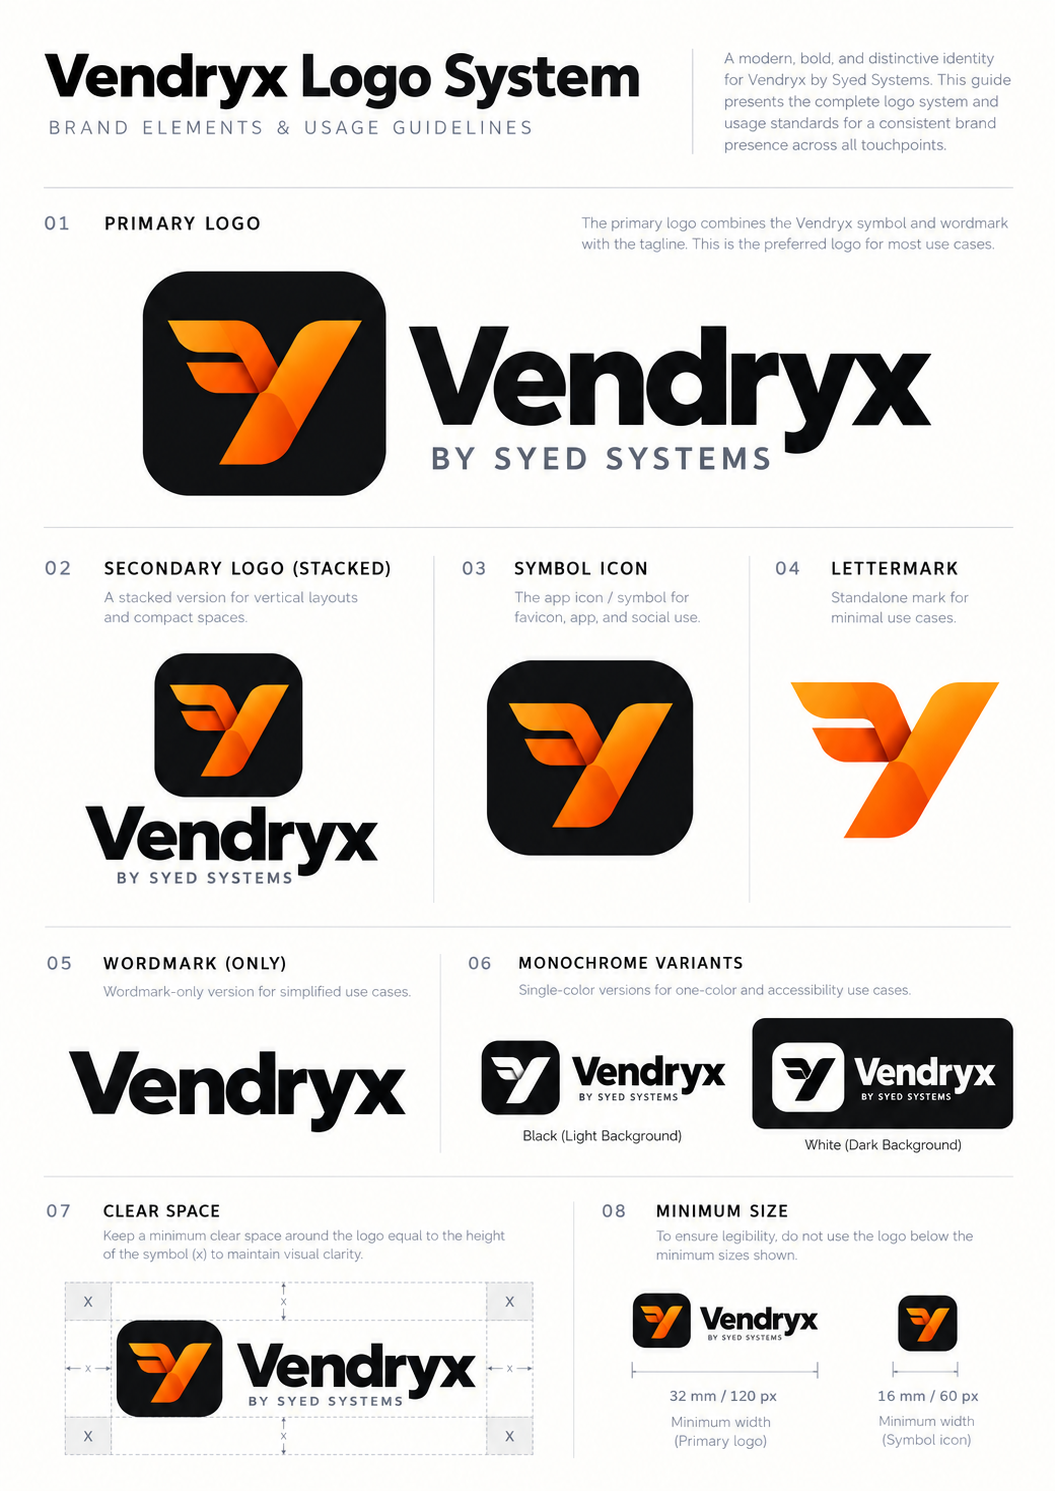 Vendryx Logo System
BRAND ELEMENTS & USAGE GUIDELINES
A modern, bold, and distinctive identity
for Vendryx by Syed Systems. This guide
presents the complete logo system and
usage standards for a consistent brand
presence across all touchpoints.
01 PRIMARY LOGO
The primary logo combines the Vendryx symbol and wordmark
with the tagline. This is the preferred logo for most use cases.
Vendryx
BY SYED SYSTEMS
02 SECONDARY LOGO (STACKED)
A stacked version for vertical layouts
and compact spaces.
Vendryx
BY SYED SYSTEMS
03 SYMBOL ICON
The app icon / symbol for
favicon, app, and social use.
04 LETTERMARK
Standalone mark for
minimal use cases.
05 WORDMARK (ONLY)
Wordmark-only version for simplified use cases.
Vendryx
06 MONOCHROME VARIANTS
Single-color versions for one-color and accessibility use cases.
Vendryx
BY SYED SYSTEMS
Black (Light Background)
Vendryx
BY SYED SYSTEMS
White (Dark Background)
07 CLEAR SPACE
Keep a minimum clear space around the logo equal to the height
of the symbol (x) to maintain visual clarity.
X
X
X
X
Vendryx
BY SYED SYSTEMS
X
X
X
X
08 MINIMUM SIZE
To ensure legibility, do not use the logo below the
minimum sizes shown.
Vendryx
BY SYED SYSTEMS
32 mm / 120 px
Minimum width
(Primary logo)
16 mm / 60 px
Minimum width
(Symbol icon)